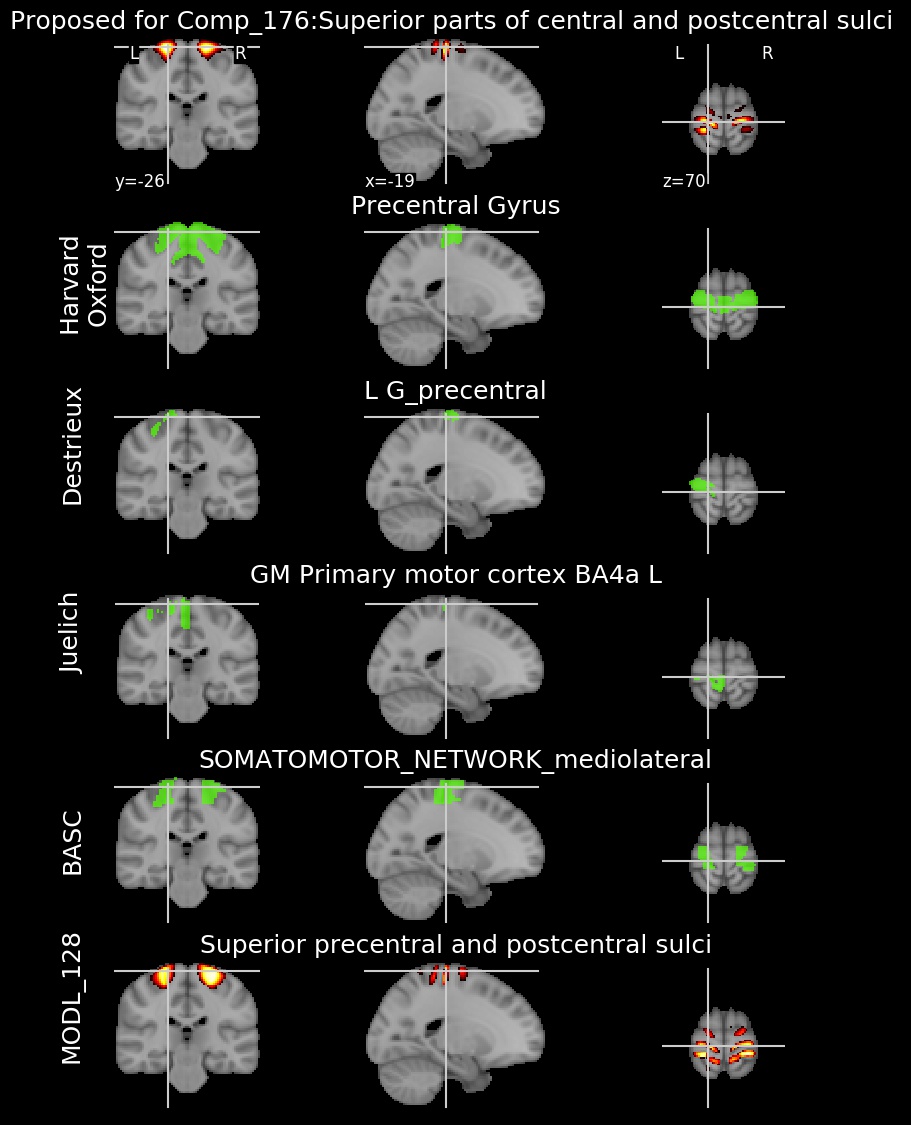 Proposed for Comp_176:Superior parts of central and postcentral sulci
L R
L R
y=-26
x=-19
z=70
Precentral Gyrus
Harvard
Oxford
L G_precentral
Destrieux
GM Primary motor cortex BA4a L
Juelich
SOMATOMOTOR_NETWORK_mediolateral
BASC
Superior precentral and postcentral sulci
MODL_128